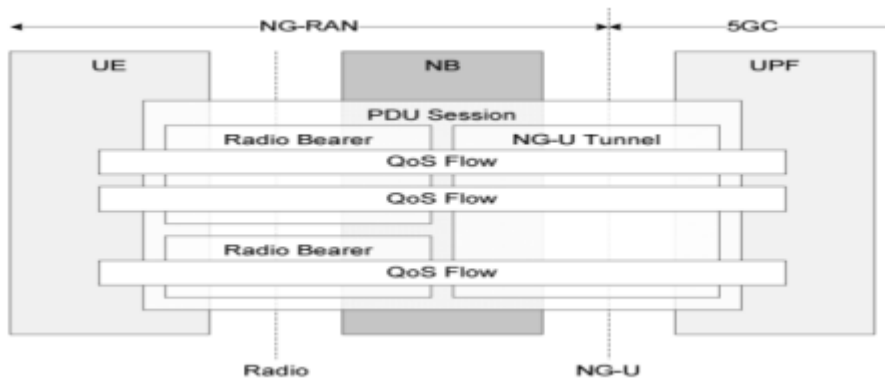 NG-RAN 5GC
UE NB UPF
PDU Session
Radio Bearer NG-U Tunnel
QoS Flow
QoS Flow
Radio Bearer
QoS Flow
Radio NG-U